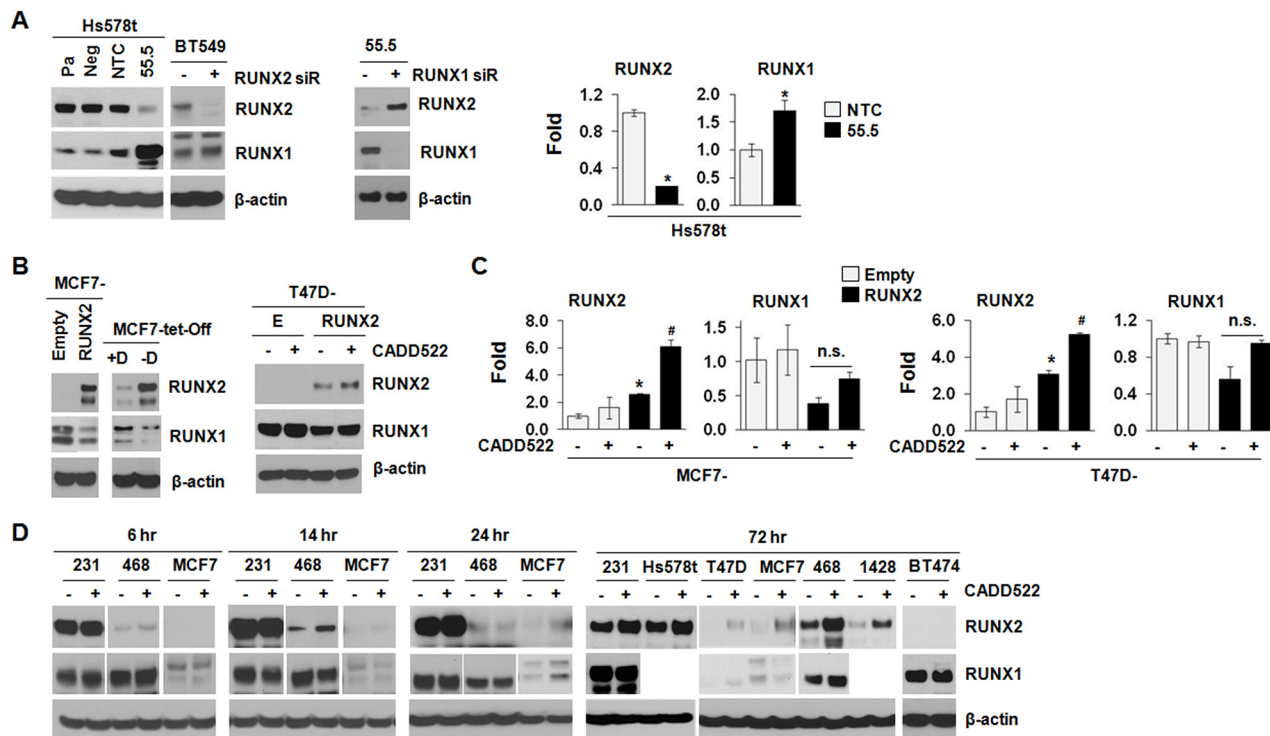 A
Hs578t
Pa Neg NTC 55.5
BT549
- + RUNX2 siR
RUNX2
RUNX1
β-actin
55.5
- + RUNX1 siR
RUNX2
RUNX1
β-actin
RUNX2 RUNX1
Fold
1.2
0.8
0.4
0.0
*
2.0
1.5
1.0
0.5
0.0
*
NTC
55.5
Hs578t
B
MCF7-
Empty RUNX2
MCF7-tet-Off
+D -D
RUNX2
RUNX1
β-actin
T47D-
E RUNX2
- + - + CADD522
RUNX2
RUNX1
β-actin
C
Empty
RUNX2
RUNX2 RUNX1
Fold
8.0
6.0
4.0
2.0
0.0
* #
1.5
1.0
0.5
0.0
n.s.
CADD522 - + - + - + - +
MCF7-
RUNX2 RUNX1
Fold
6.0
4.0
2.0
0.0
* #
1.2
0.8
0.4
0
n.s.
CADD522 - + - + - + - +
T47D-
D
6 hr 14 hr 24 hr 72 hr
231 468 MCF7 231 468 MCF7 231 468 MCF7 231 Hs578t T47D MCF7 468 1428 BT474
- + - + - + - + - + - + - + - + - + - + - + - + - + - + - + - + CADD522
RUNX2
RUNX1
β-actin